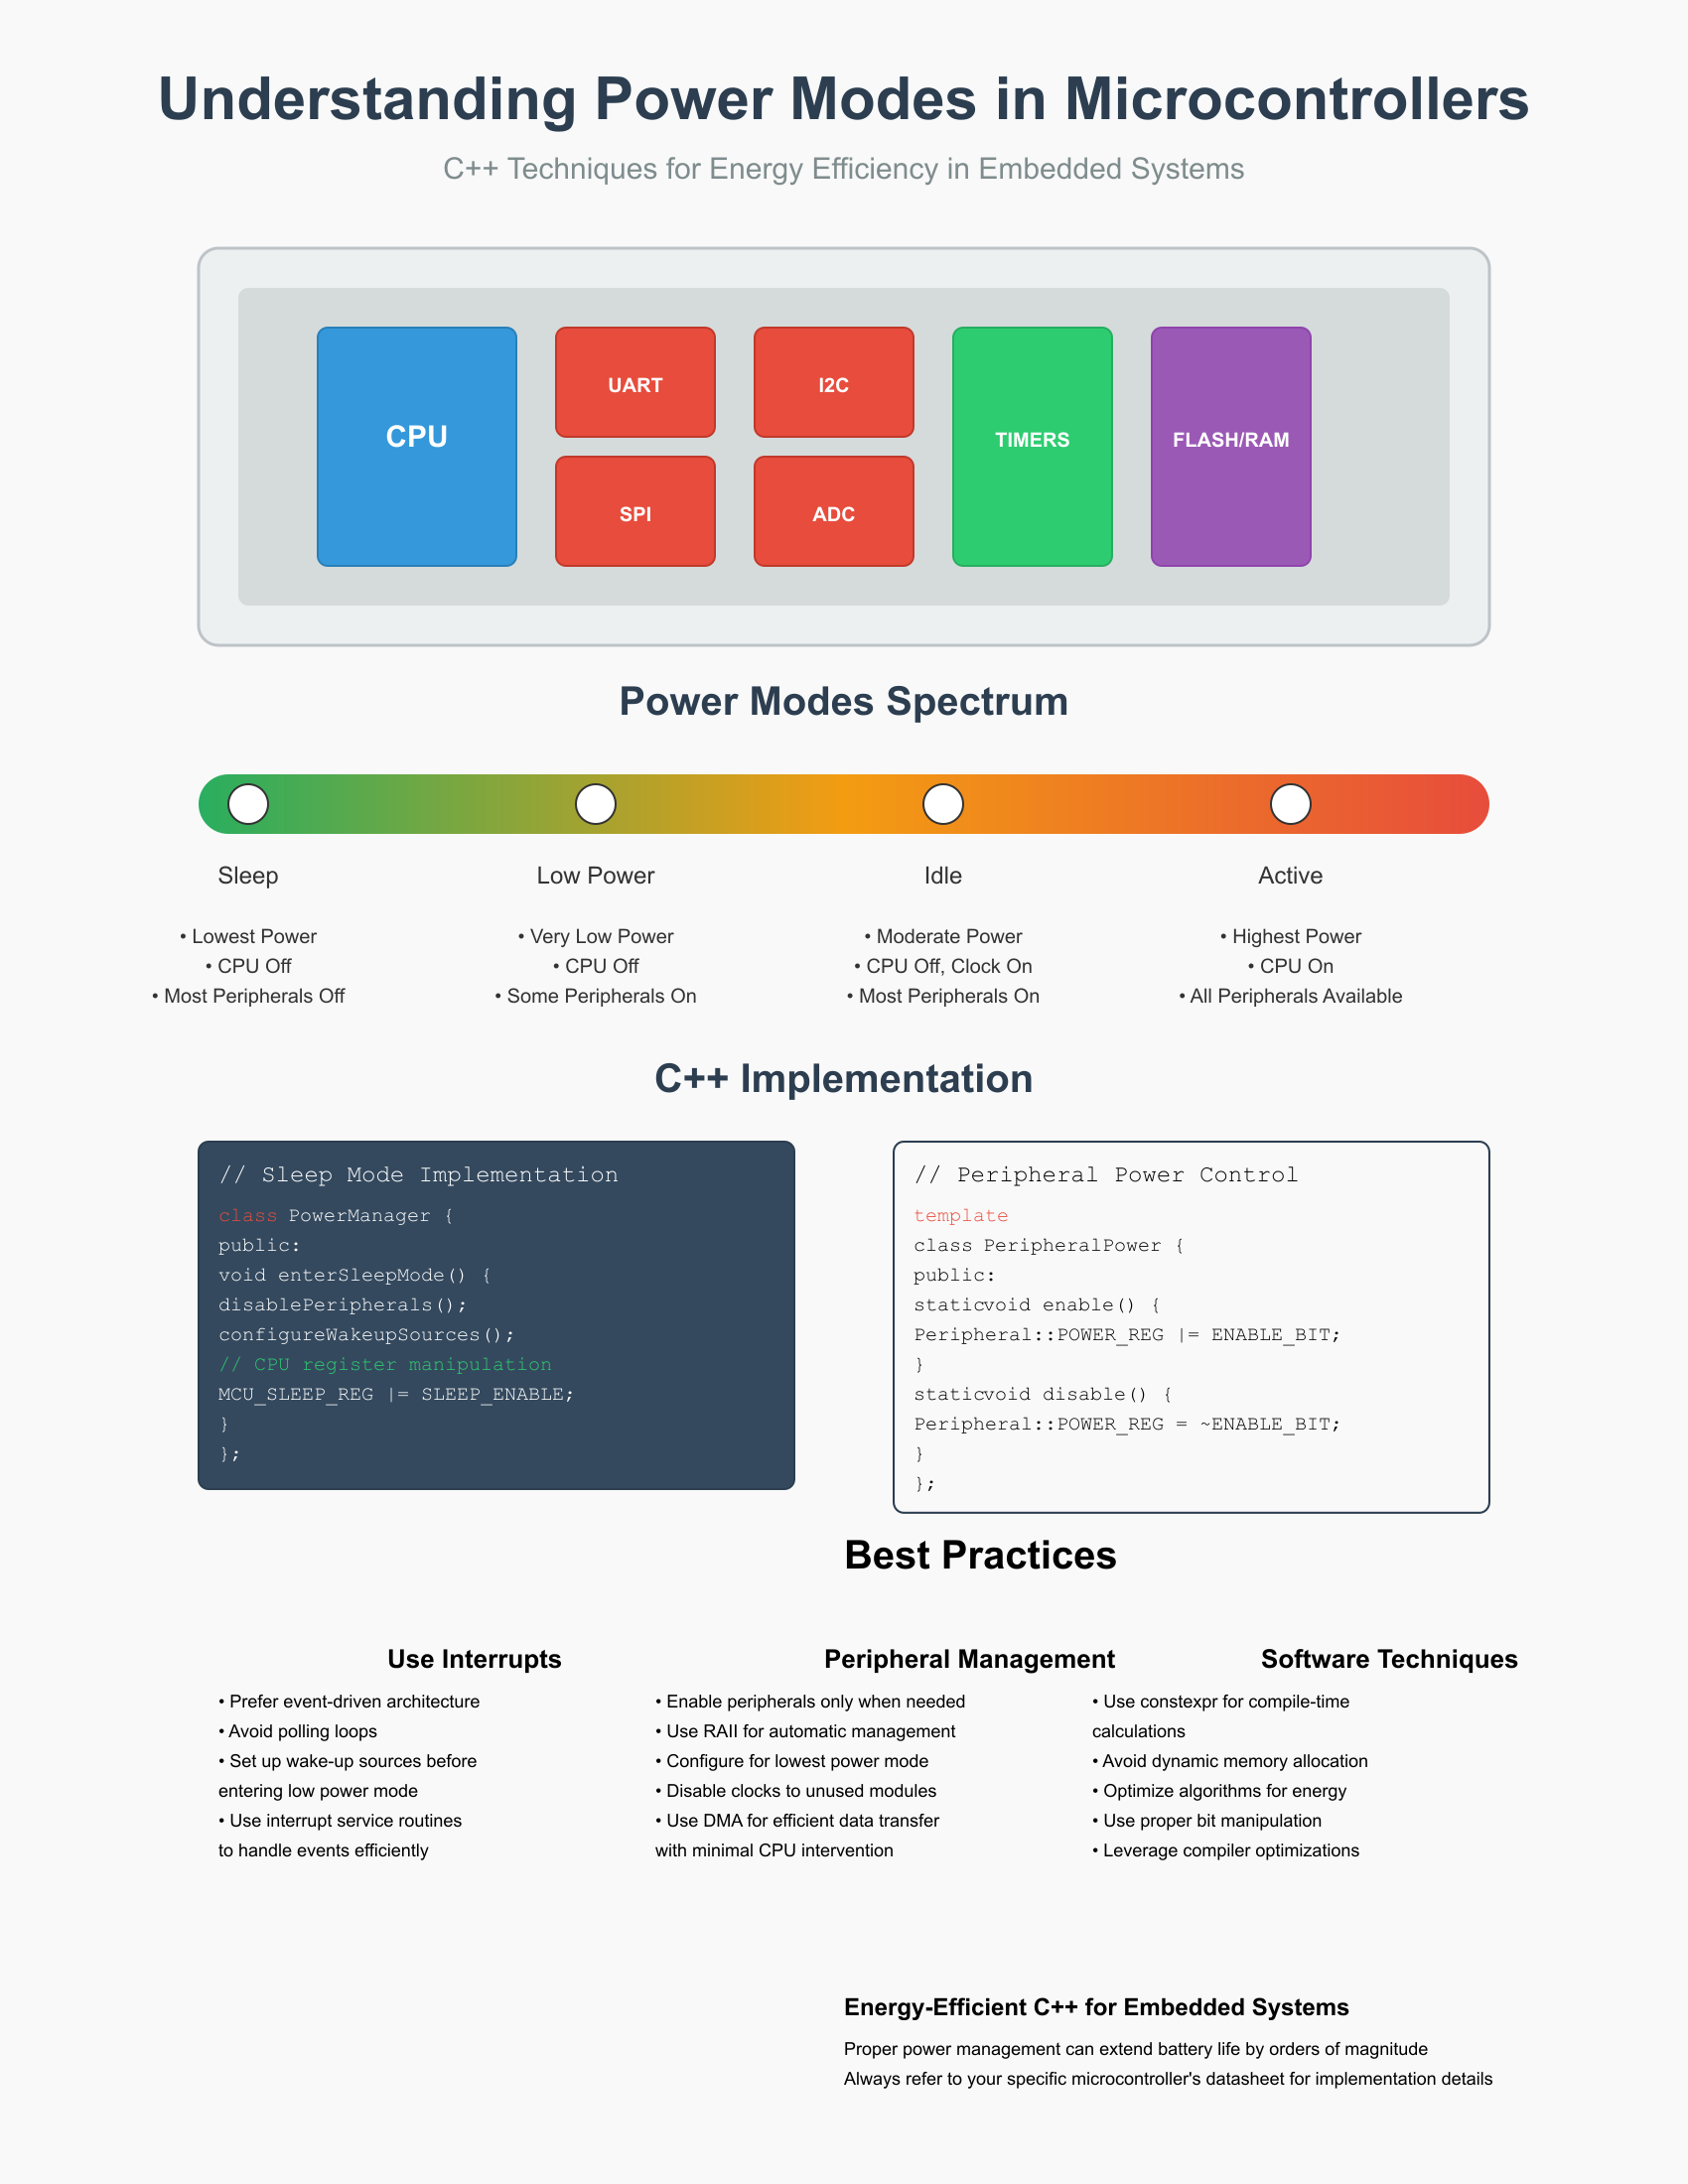 Understanding Power Modes in Microcontrollers
C++ Techniques for Energy Efficiency in Embedded Systems
CPU
UART
I2C
SPI
ADC
TIMERS
FLASH/RAM
Power Modes Spectrum
Sleep
• Lowest Power
• CPU Off
• Most Peripherals Off
Low Power
• Very Low Power
• CPU Off
• Some Peripherals On
Idle
• Moderate Power
• CPU Off, Clock On
• Most Peripherals On
Active
• Highest Power
• CPU On
• All Peripherals Available
C++ Implementation
// Sleep Mode Implementation
class PowerManager {
public:
void enterSleepMode() {
disablePeripherals();
configureWakeupSources();
// CPU register manipulation
MCU_SLEEP_REG |= SLEEP_ENABLE;
}
};
// Peripheral Power Control
template
class PeripheralPower {
public:
staticvoid enable() {
Peripheral::POWER_REG |= ENABLE_BIT;
}
staticvoid disable() {
Peripheral::POWER_REG = ~ENABLE_BIT;
}
};
Best Practices
Use Interrupts
• Prefer event-driven architecture
• Avoid polling loops
• Set up wake-up sources before
entering low power mode
• Use interrupt service routines
to handle events efficiently
Peripheral Management
• Enable peripherals only when needed
• Use RAII for automatic management
• Configure for lowest power mode
• Disable clocks to unused modules
• Use DMA for efficient data transfer
with minimal CPU intervention
Software Techniques
• Use constexpr for compile-time
calculations
• Avoid dynamic memory allocation
• Optimize algorithms for energy
• Use proper bit manipulation
• Leverage compiler optimizations
Energy-Efficient C++ for Embedded Systems
Proper power management can extend battery life by orders of magnitude
Always refer to your specific microcontroller's datasheet for implementation details